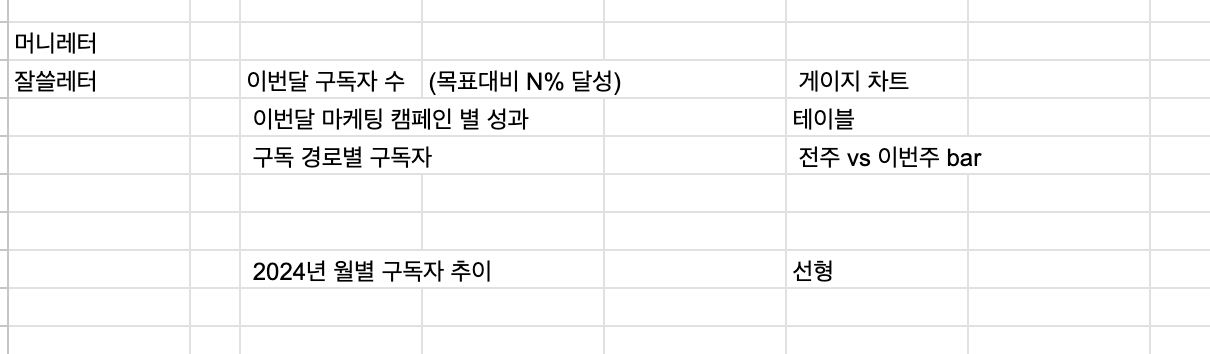 머니레터
잘쓸레터 이번달 구독자 수 (목표대비 N% 달성) 게이지 차트
이번달 마케팅 캠페인 별 성과 테이블
구독 경로별 구독자 전주 vs 이번주 bar
2024년 월별 구독자 추이 선형